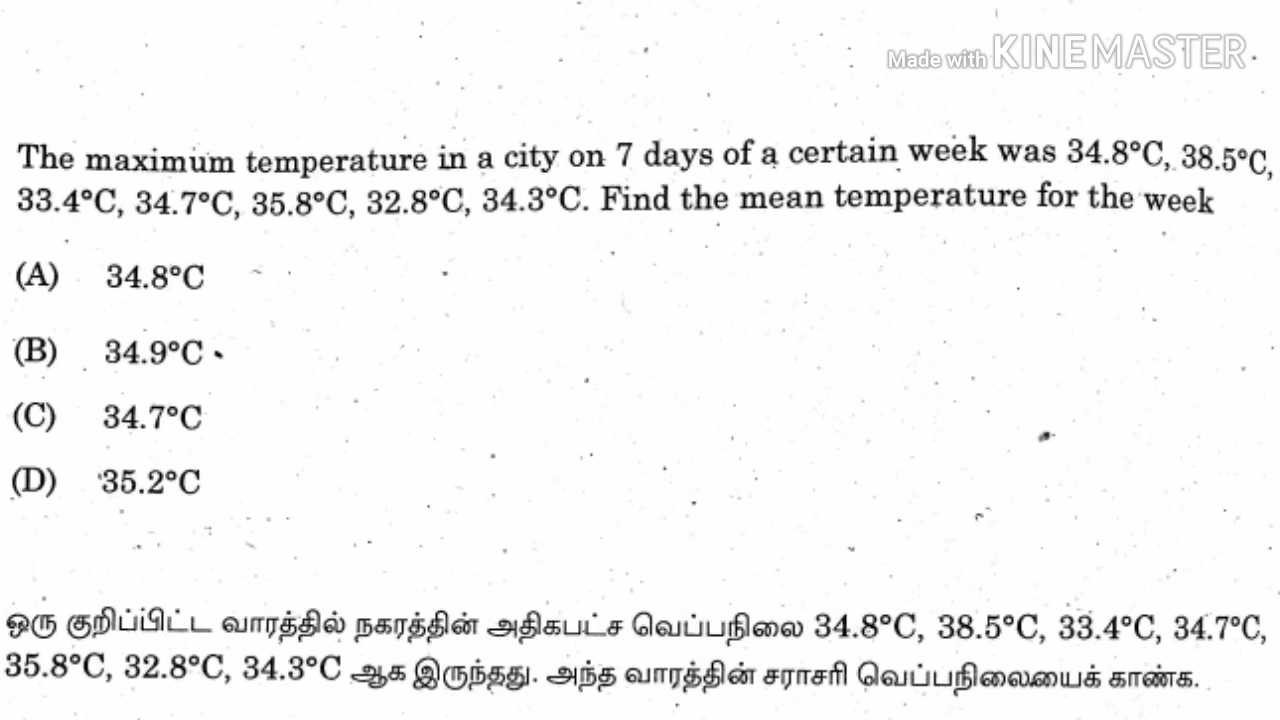 Made with KINEMASTER
The maximum temperature in a city on 7 days of a certain week was 34.8°C, 38.5°C,
33.4°C, 34.7°C, 35.8°C, 32.8°C, 34.3°C. Find the mean temperature for the week
(A) 34.8°C
(B) 34.9°C
(C) 34.7°C
(D) 35.2°C
ஒரு குறிப்பிட்ட வாரத்தில் நகரத்தின் அதிகபட்ச வெப்பநிலை 34.8°C, 38.5°C, 33.4°C, 34.7°C,
35.8°C, 32.8°C, 34.3°C ஆக இருந்தது. அந்த வாரத்தின் சராசரி வெப்பநிலையைக் காண்க.